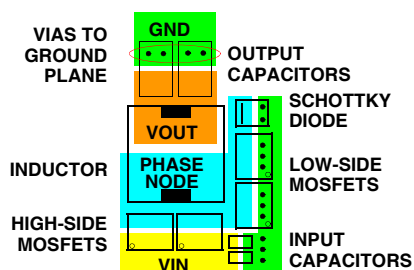 GND
VIAS TO
GROUND
PLANE
OUTPUT
CAPACITORS
SCHOTTKY
DIODE
VOUT
INDUCTOR
PHASE
NODE
LOW-SIDE
MOSFETS
HIGH-SIDE
MOSFETS
INPUT
CAPACITORS
VIN